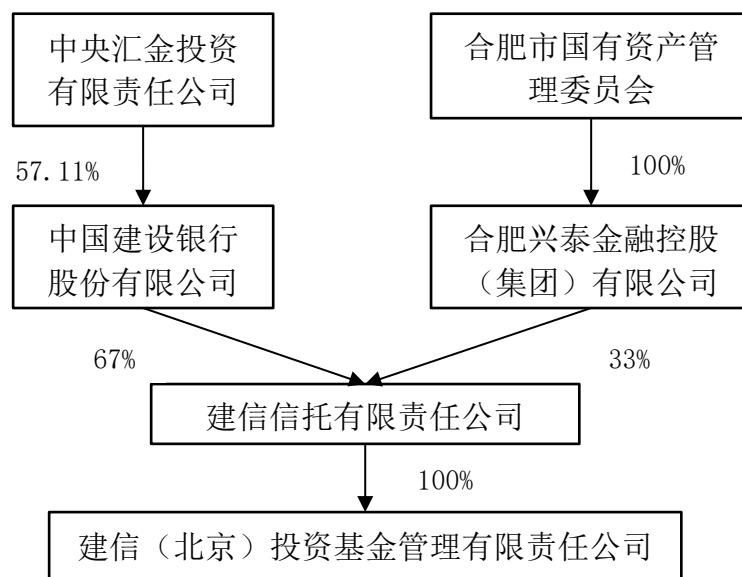 中央汇金投资
有限责任公司
合肥市国有资产管
理委员会
57.11%
100%
中国建设银行
股份有限公司
合肥兴泰金融控股
（集团）有限公司
67%
33%
建信信托有限责任公司
100%
建信（北京）投资基金管理有限责任公司